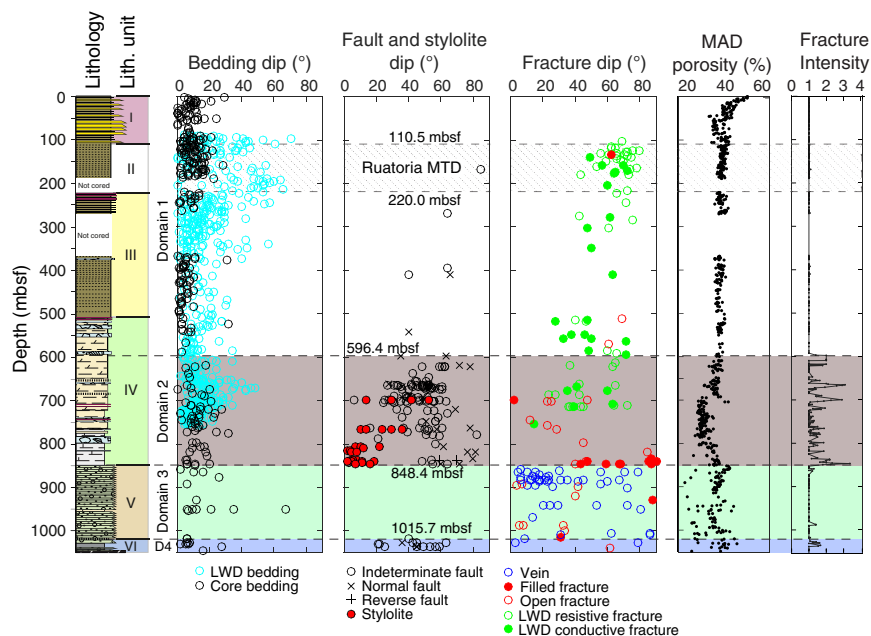 Lithology
Lith. unit
Bedding dip (°)
Fault and stylolite
dip (°)
Fracture dip (°)
MAD
porosity (%)
Fracture
Intensity
0 20 40 60 80
0 20 40 60 80
0 20 40 60 80
20 40 60
0 1 2 3 4
Depth (mbsf)
0
100
200
300
400
500
600
700
800
900
1000
Not cored
Not cored
I
II
III
IV
V
VI
Domain 1
Domain 2
Domain 3
D4
110.5 mbsf
Ruatoria MTD
220.0 mbsf
596.4 mbsf
848.4 mbsf
1015.7 mbsf
LWD bedding
Core bedding
Indeterminate fault
Normal fault
Reverse fault
Stylolite
Vein
Filled fracture
Open fracture
LWD resistive fracture
LWD conductive fracture